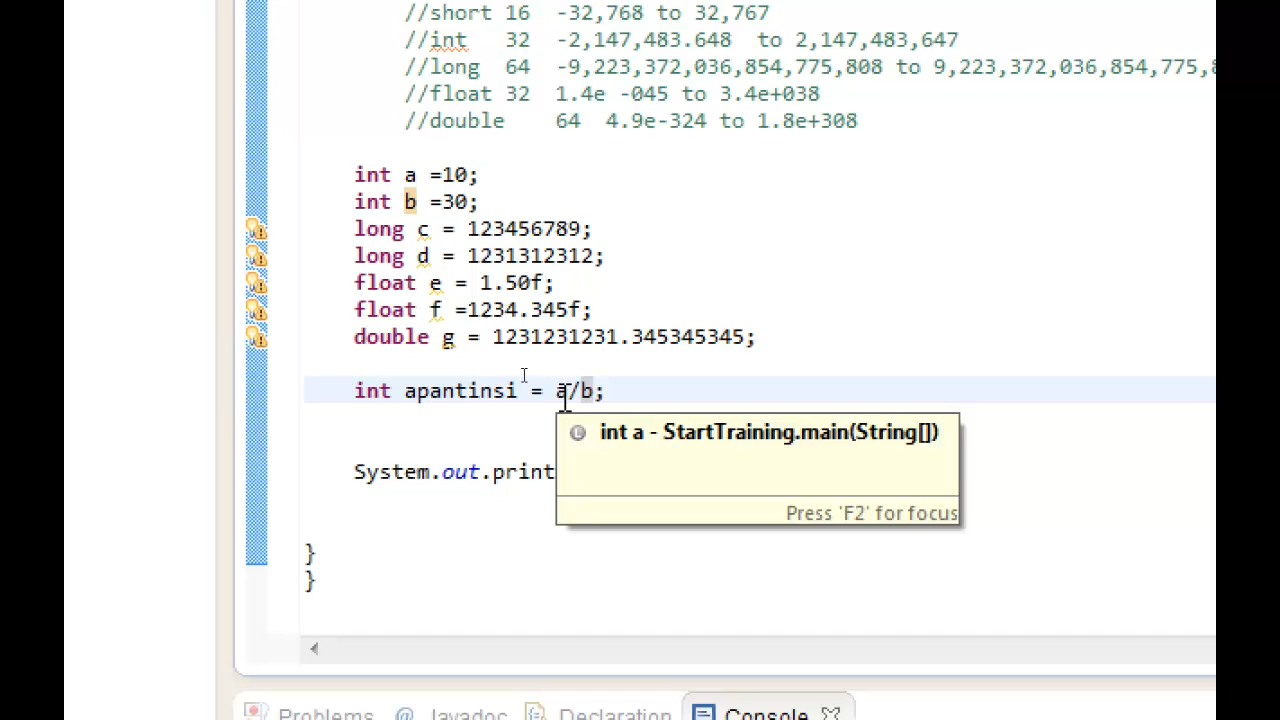 //short 16 -32,768 to 32,767
//int 32 -2,147,483.648 to 2,147,483,647
//long 64 -9,223,372,036,854,775,808 to 9,223,372,036,854,775,8
//float 32 1.4e -045 to 3.4e+038
//double 64 4.9e-324 to 1.8e+308
int a =10;
int b =30;
long c = 123456789;
long d = 1231312312;
float e = 1.50f;
float f =1234.345f;
double g = 1231231231.345345345;
int apantinsi = a/b;
int a - StartTraining.main(String[])
System.out.print
Press 'F2' for focus
}
}
Problems @ Javadoc Declaration Console